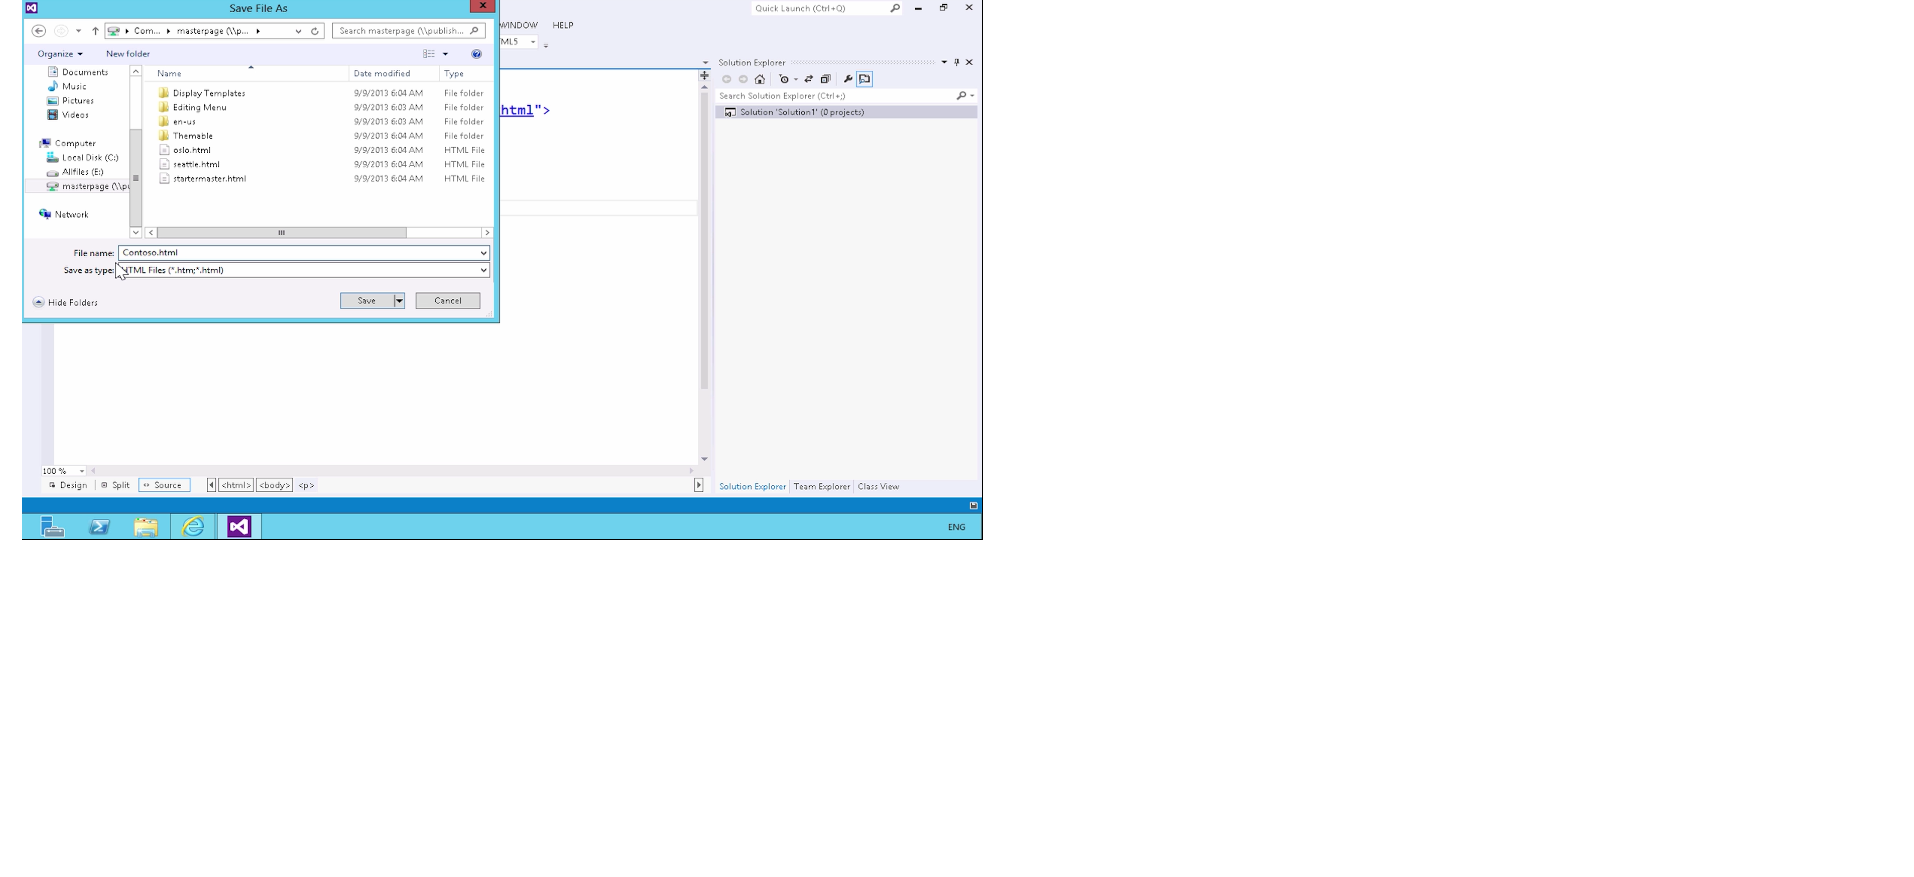 Save File As
Quick Launch (Ctrl+Q)
Com... masterpage (\\p... Search masterpage (\\publish...
WINDOW HELP
Organize New folder
Documents
Music
Pictures
Videos
Computer
Local Disk (C:)
Allfiles (E:)
masterpage (\\pu
Network
Name Date modified Type
Display Templates 9/9/2013 6:04 AM File folder
Editing Menu 9/9/2013 6:03 AM File folder
en-us 9/9/2013 6:03 AM File folder
Themable 9/9/2013 6:04 AM File folder
oslo.html 9/9/2013 6:04 AM HTML File
seattle.html 9/9/2013 6:04 AM HTML File
startermaster.html 9/9/2013 6:04 AM HTML File
File name: Contoso.html
Save as type: HTML Files (*.htm;*.html)
Hide Folders Save Cancel
ML5
html">
Solution Explorer
Search Solution Explorer (Ctrl+;)
Solution 'Solution1' (0 projects)
100 %
Design Split Source <html> <body> <p>
Solution Explorer Team Explorer Class View
ENG